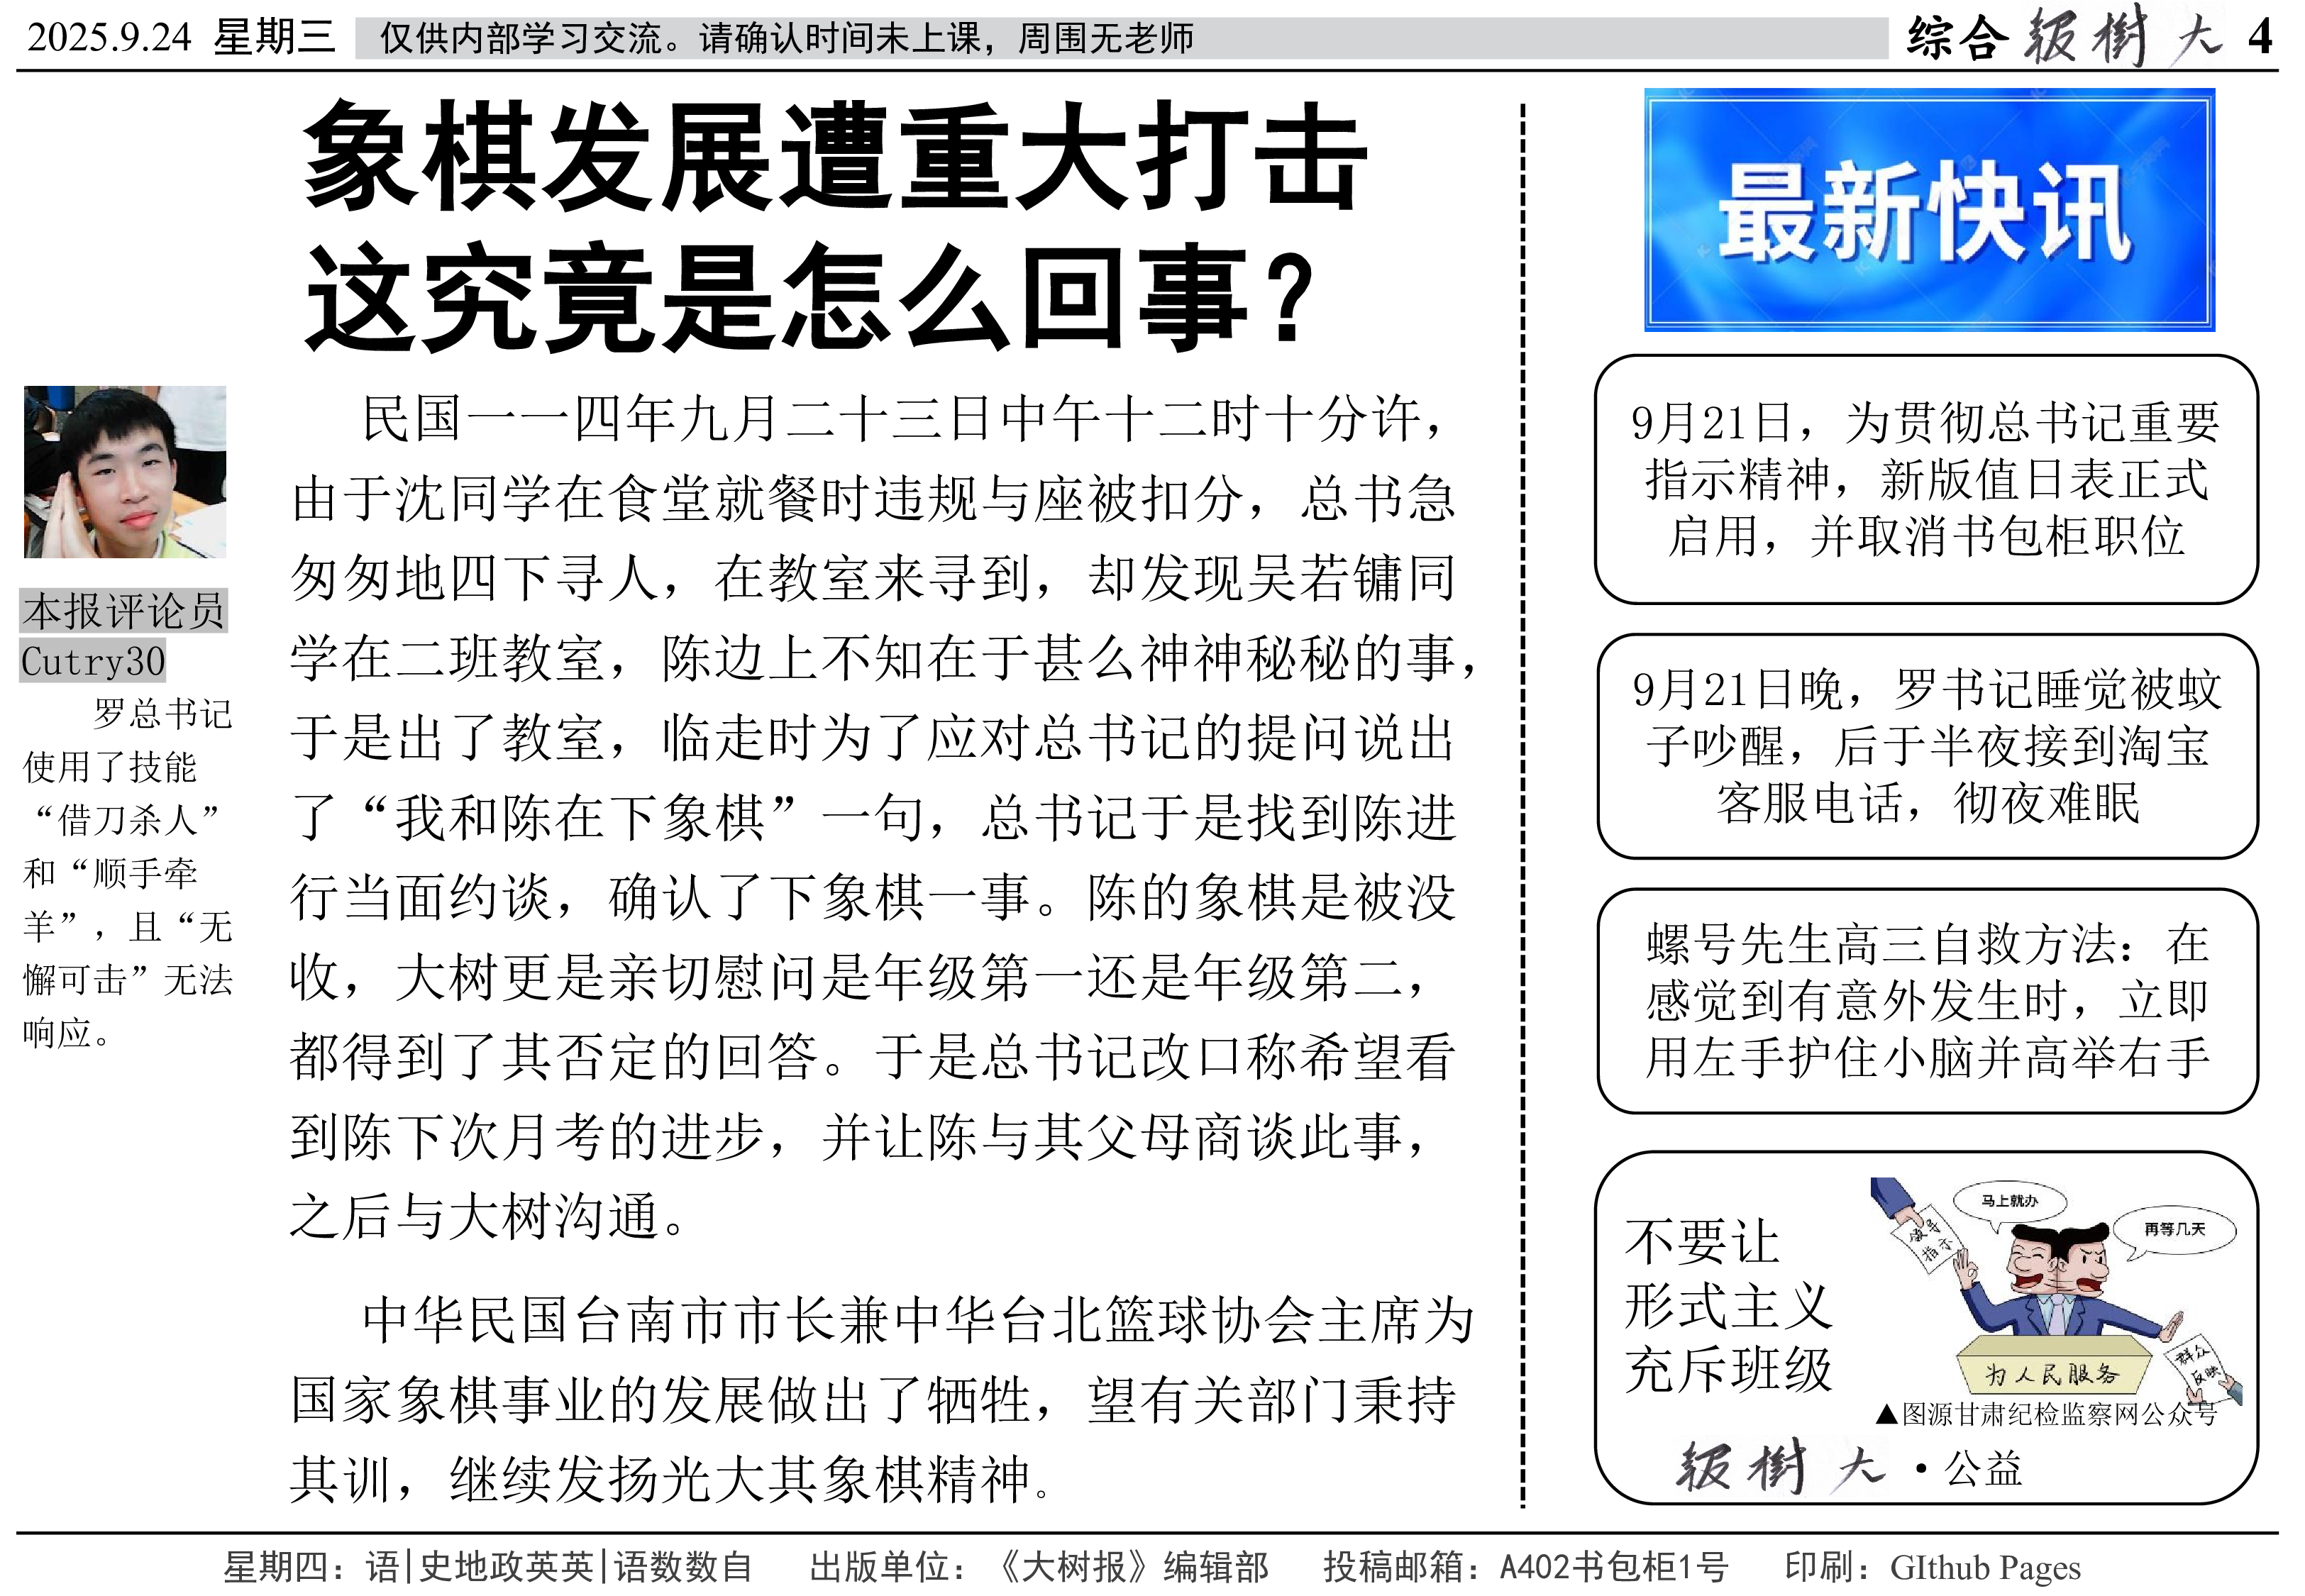 2025.9.24 星期三 仅供内部学习交流。请确认时间未上课，周围无老师 综合 報樹大 4
象棋发展遭重大打击
这究竟是怎么回事？
本报评论员
Cutry30
罗总书记
使用了技能
“借刀杀人”
和“顺手牵
羊”，且“无
懈可击”无法
响应。
民国一一四年九月二十三日中午十二时十分许，
由于沈同学在食堂就餐时违规与座被扣分，总书急
匆匆地四下寻人，在教室来寻到，却发现吴若镛同
学在二班教室，陈边上不知在于甚么神神秘秘的事，
于是出了教室，临走时为了应对总书记的提问说出
了“我和陈在下象棋”一句，总书记于是找到陈进
行当面约谈，确认了下象棋一事。陈的象棋是被没
收，大树更是亲切慰问是年级第一还是年级第二，
都得到了其否定的回答。于是总书记改口称希望看
到陈下次月考的进步，并让陈与其父母商谈此事，
之后与大树沟通。
中华民国台南市市长兼中华台北篮球协会主席为
国家象棋事业的发展做出了牺牲，望有关部门秉持
其训，继续发扬光大其象棋精神。
最新快讯
9月21日，为贯彻总书记重要
指示精神，新版值日表正式
启用，并取消书包柜职位
9月21日晚，罗书记睡觉被蚊
子吵醒，后于半夜接到淘宝
客服电话，彻夜难眠
螺号先生高三自救方法：在
感觉到有意外发生时，立即
用左手护住小脑并高举右手
不要让
形式主义
充斥班级
领导
指示
马上就办
再等几天
为人民服务
群众
反映
▲图源甘肃纪检监察网公众号
報樹大·公益
星期四：语|史地政英英|语数数自 出版单位：《大树报》编辑部 投稿邮箱：A402书包柜1号 印刷：GIthub Pages